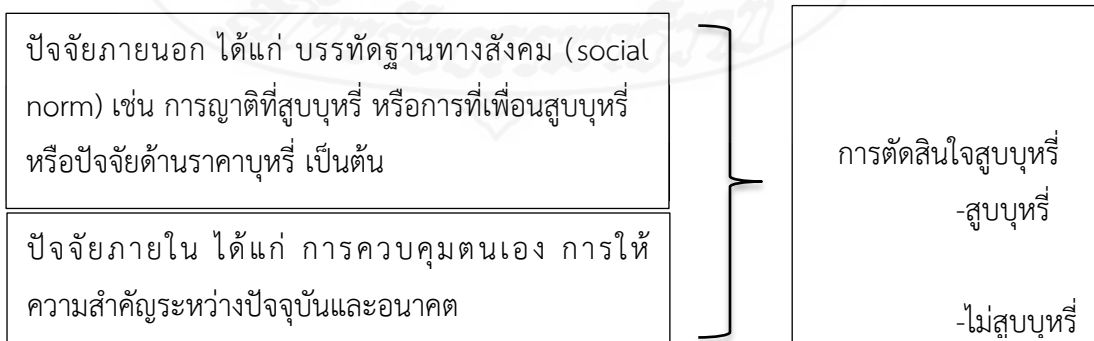 ปัจจัยภายนอก ได้แก่ บรรทัดฐานทางสังคม (social
norm) เช่น การญาติที่สูบบุหรี่ หรือการที่เพื่อนสูบบุหรี่
หรือปัจจัยด้านราคาบุหรี่ เป็นต้น
ปัจจัยภายใน ได้แก่ การควบคุมตนเอง การให้
ความสำคัญระหว่างปัจจุบันและอนาคต
การตัดสินใจสูบบุหรี่
-สูบบุหรี่
-ไม่สูบบุหรี่